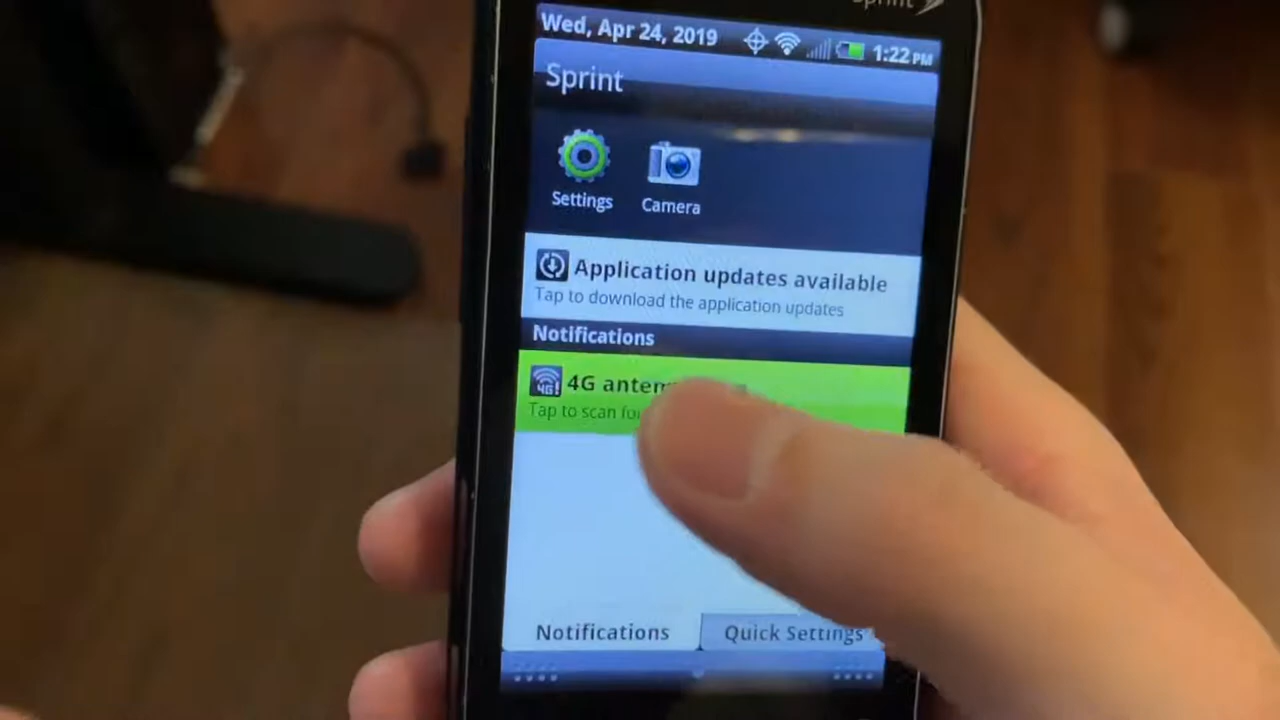 Sprint
Wed, Apr 24, 2019 1:22 PM
Sprint
Settings Camera
Application updates available
Tap to download the application updates
Notifications
4G
Tap to scan
Notifications Quick Settings